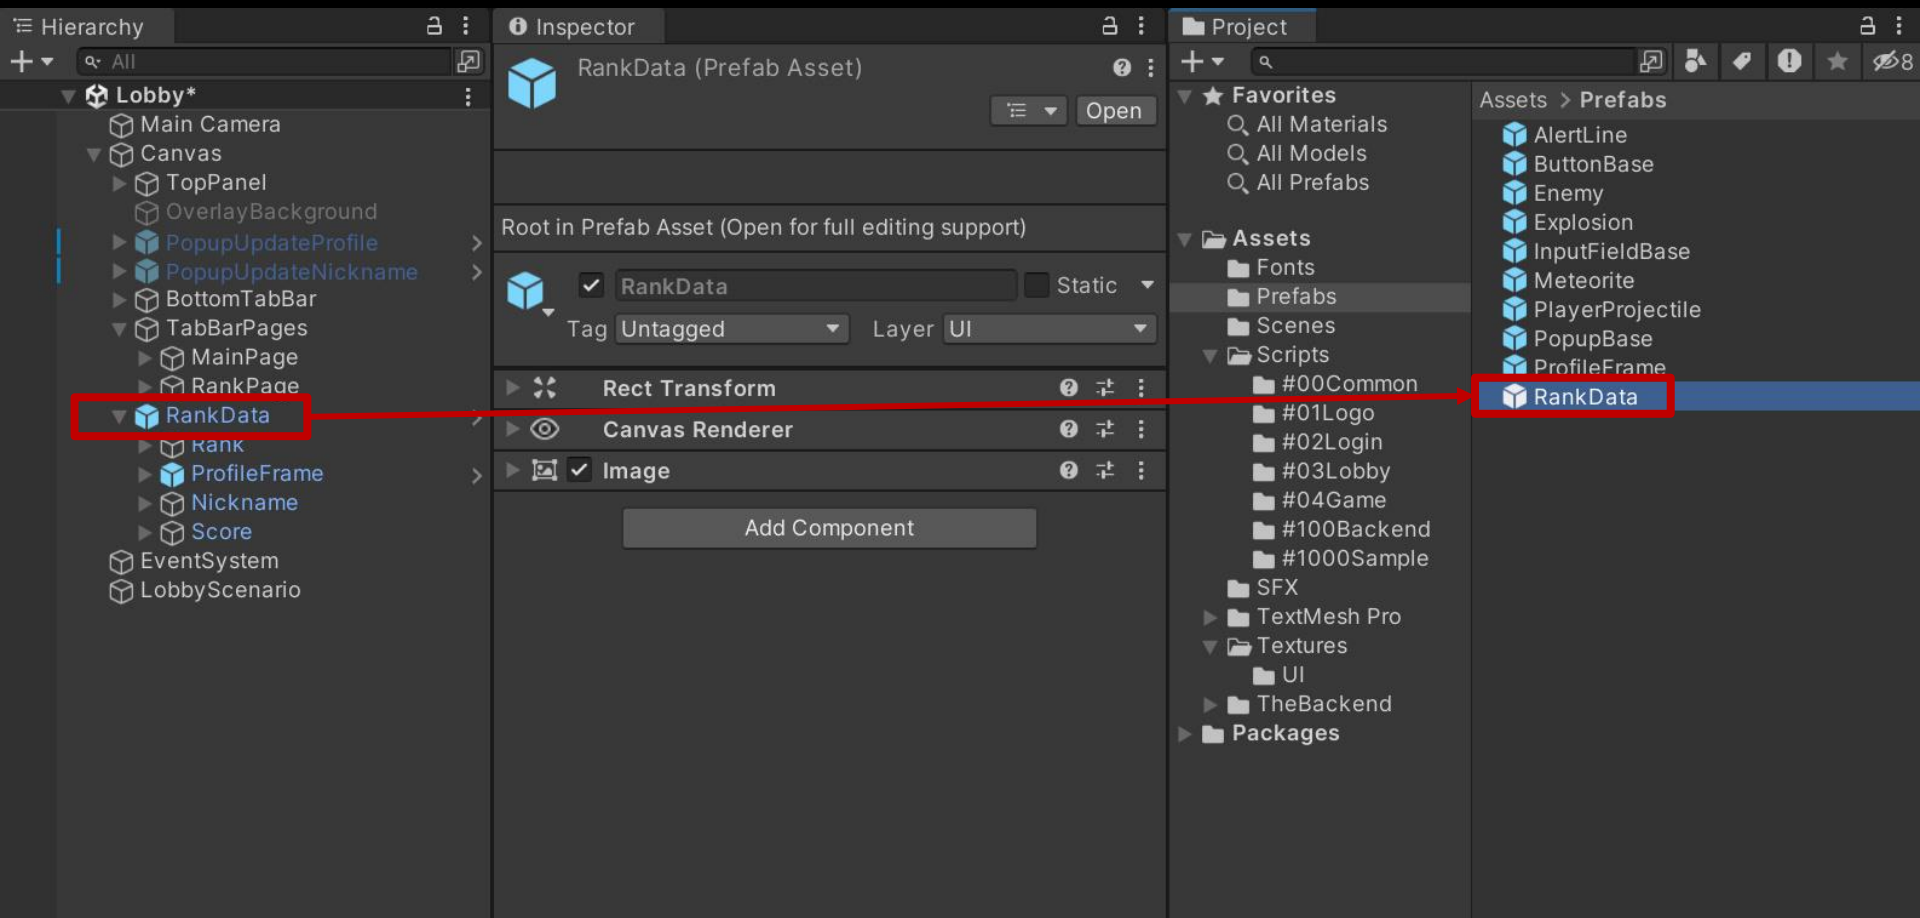 Hierarchy
All
Lobby*
Main Camera
Canvas
TopPanel
OverlayBackground
PopupUpdateProfile
PopupUpdateNickname
BottomTabBar
TabBarPages
MainPage
RankPage
RankData
Rank
ProfileFrame
Nickname
Score
EventSystem
LobbyScenario
Inspector
RankData (Prefab Asset)
Open
Root in Prefab Asset (Open for full editing support)
RankData
Static
Tag Untagged Layer UI
Rect Transform
Canvas Renderer
Image
Add Component
Project
8
Favorites
All Materials
All Models
All Prefabs
Assets
Fonts
Prefabs
Scenes
Scripts
#00Common
#01Logo
#02Login
#03Lobby
#04Game
#100Backend
#1000Sample
SFX
TextMesh Pro
Textures
UI
TheBackend
Packages
Assets > Prefabs
AlertLine
ButtonBase
Enemy
Explosion
InputFieldBase
Meteorite
PlayerProjectile
PopupBase
ProfileFrame
RankData